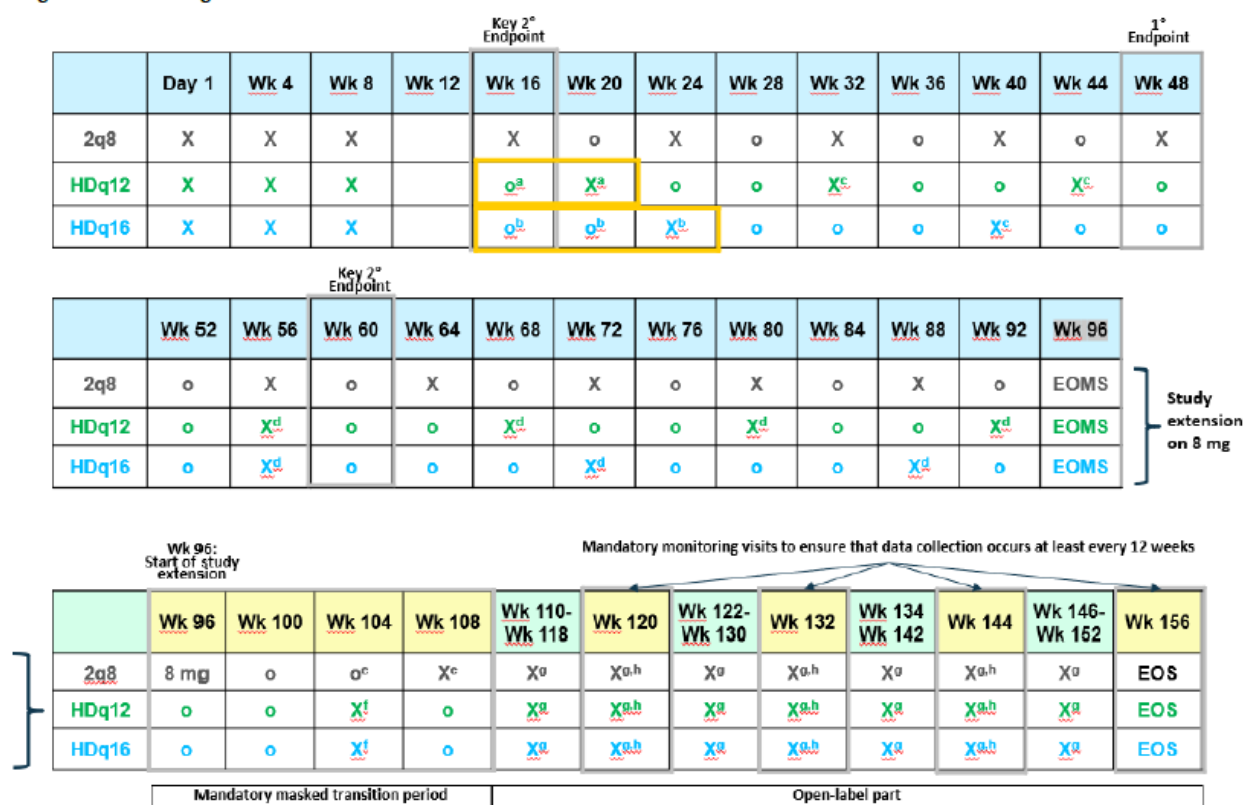 Key 2°
Endpoint
1°
Endpoint
Day 1 Wk 4 Wk 8 Wk 12 Wk 16 Wk 20 Wk 24 Wk 28 Wk 32 Wk 36 Wk 40 Wk 44 Wk 48
2q8 X X X X o X o X o X o X
HDq12 X X X oᵃ Xᵃ o o Xᶜ o o Xᶜ o
HDq16 X X X oᵇ oᵇ Xᵇ o o o Xᶜ o o
Key 2°
Endpoint
Wk 52 Wk 56 Wk 60 Wk 64 Wk 68 Wk 72 Wk 76 Wk 80 Wk 84 Wk 88 Wk 92 Wk 96
2q8 o X o X o X o X o X o EOMS
HDq12 o Xᵈ o o Xᵈ o o Xᵈ o o Xᵈ EOMS
HDq16 o Xᵈ o o o Xᵈ o o o Xᵈ o EOMS
Study
extension
on 8 mg
Wk 96:
Start of study
extension
Mandatory monitoring visits to ensure that data collection occurs at least every 12 weeks
Wk 96 Wk 100 Wk 104 Wk 108 Wk 110-
Wk 118 Wk 120 Wk 122-
Wk 130 Wk 132 Wk 134
Wk 142 Wk 144 Wk 146-
Wk 152 Wk 156
2q8 8 mg o o X Xᵍ Xᵍ,ʰ Xᵍ Xᵍ,ʰ Xᵍ Xᵍ,ʰ Xᵍ EOS
HDq12 o o Xᶠ o Xᵍ Xᵍ,ʰ Xᵍ Xᵍ,ʰ Xᵍ Xᵍ,ʰ Xᵍ EOS
HDq16 o o Xᶠ o Xᵍ Xᵍ,ʰ Xᵍ Xᵍ,ʰ Xᵍ Xᵍ,ʰ Xᵍ EOS
Mandatory masked transition period Open-label part